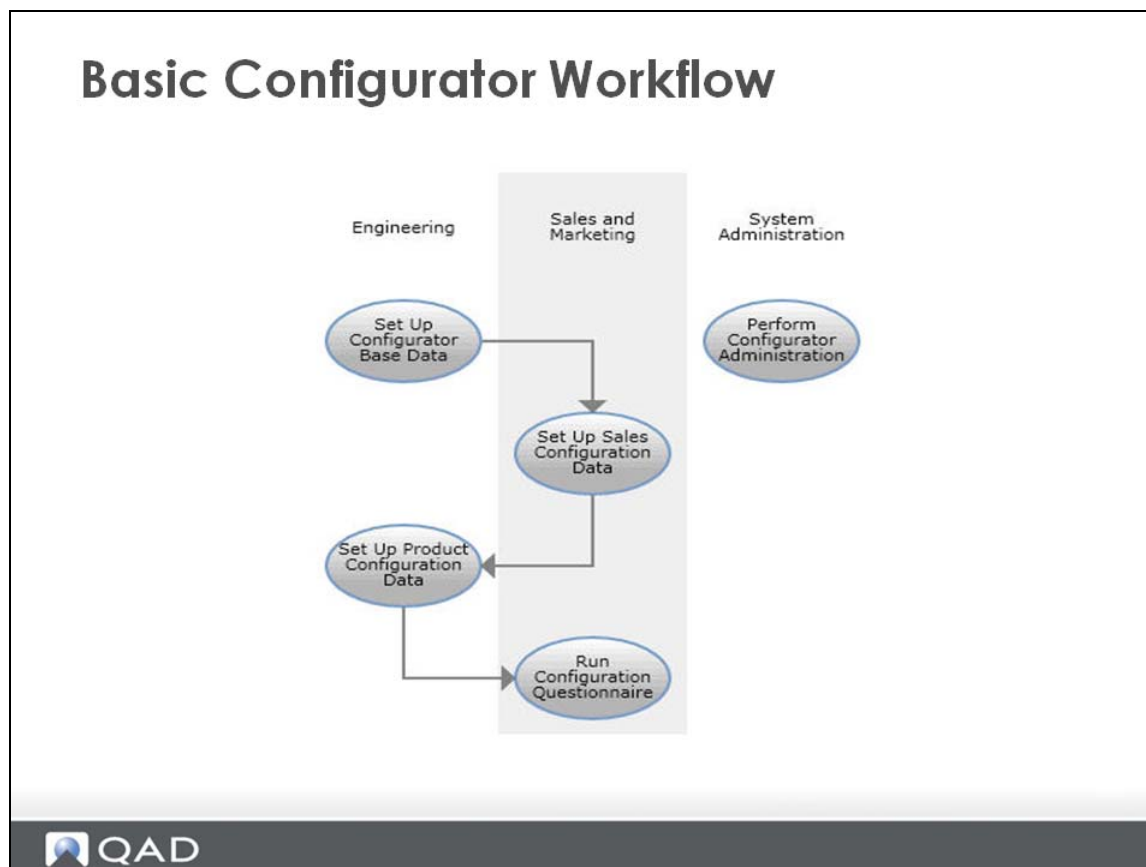 Basic Configurator Workflow
Engineering
Sales and
Marketing
System
Administration
Set Up
Configurator
Base Data
Perform
Configurator
Administration
Set Up Sales
Configuration
Data
Set Up Product
Configuration
Data
Run
Configuration
Questionnaire
QAD